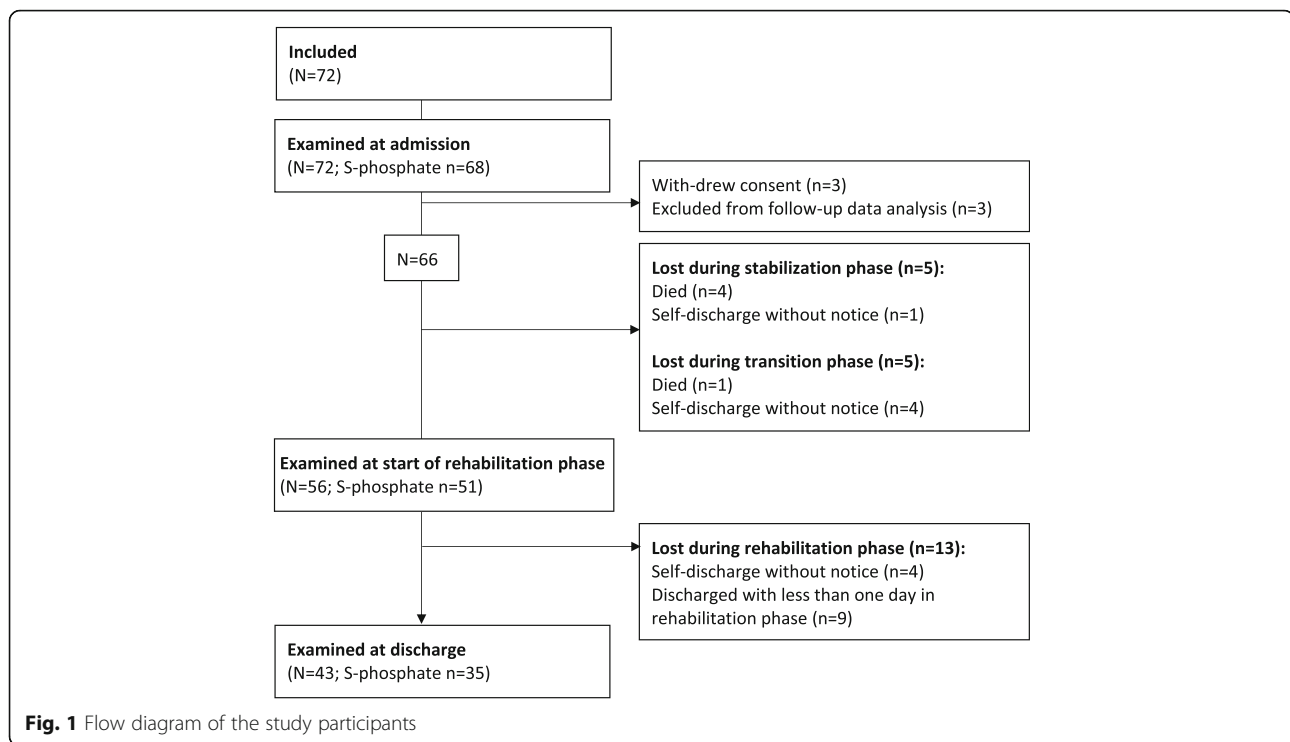 Included
(N=72)
Examined at admission
(N=72; S-phosphate n=68)
With-drew consent (n=3)
Excluded from follow-up data analysis (n=3)
N=66
Lost during stabilization phase (n=5):
Died (n=4)
Self-discharge without notice (n=1)
Lost during transition phase (n=5):
Died (n=1)
Self-discharge without notice (n=4)
Examined at start of rehabilitation phase
(N=56; S-phosphate n=51)
Lost during rehabilitation phase (n=13):
Self-discharge without notice (n=4)
Discharged with less than one day in
rehabilitation phase (n=9)
Examined at discharge
(N=43; S-phosphate n=35)
Fig. 1 Flow diagram of the study participants